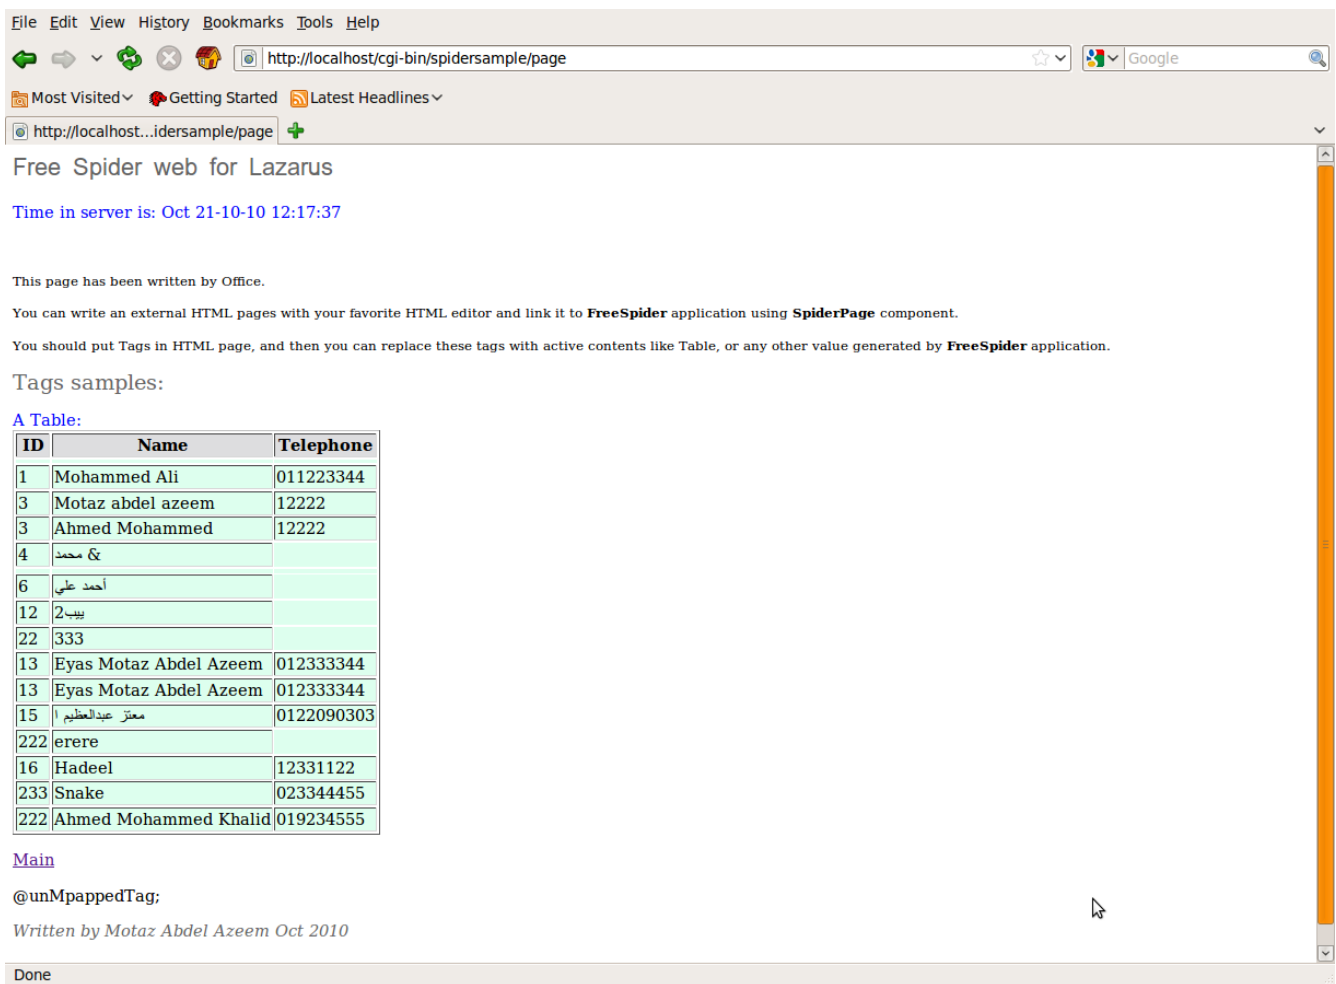 File Edit View History Bookmarks Tools Help
http://localhost/cgi-bin/spidersample/page
Google
Most Visited Getting Started Latest Headlines
http://localhost...idersample/page
Free Spider web for Lazarus
Time in server is: Oct 21-10-10 12:17:37
This page has been written by Office.
You can write an external HTML pages with your favorite HTML editor and link it to FreeSpider application using SpiderPage component.
You should put Tags in HTML page, and then you can replace these tags with active contents like Table, or any other value generated by FreeSpider application.
Tags samples:
A Table:
ID Name Telephone
1 Mohammed Ali 011223344
3 Motaz abdel azeem 12222
3 Ahmed Mohammed 12222
4 محمد &
6 أحمد علي
12 2ييب
22 333
13 Eyas Motaz Abdel Azeem 012333344
13 Eyas Motaz Abdel Azeem 012333344
15 معتز عبدالعظيم ا 0122090303
222 erere
16 Hadeel 12331122
233 Snake 023344455
222 Ahmed Mohammed Khalid 019234555
Main
@unMpappedTag;
Written by Motaz Abdel Azeem Oct 2010
Done